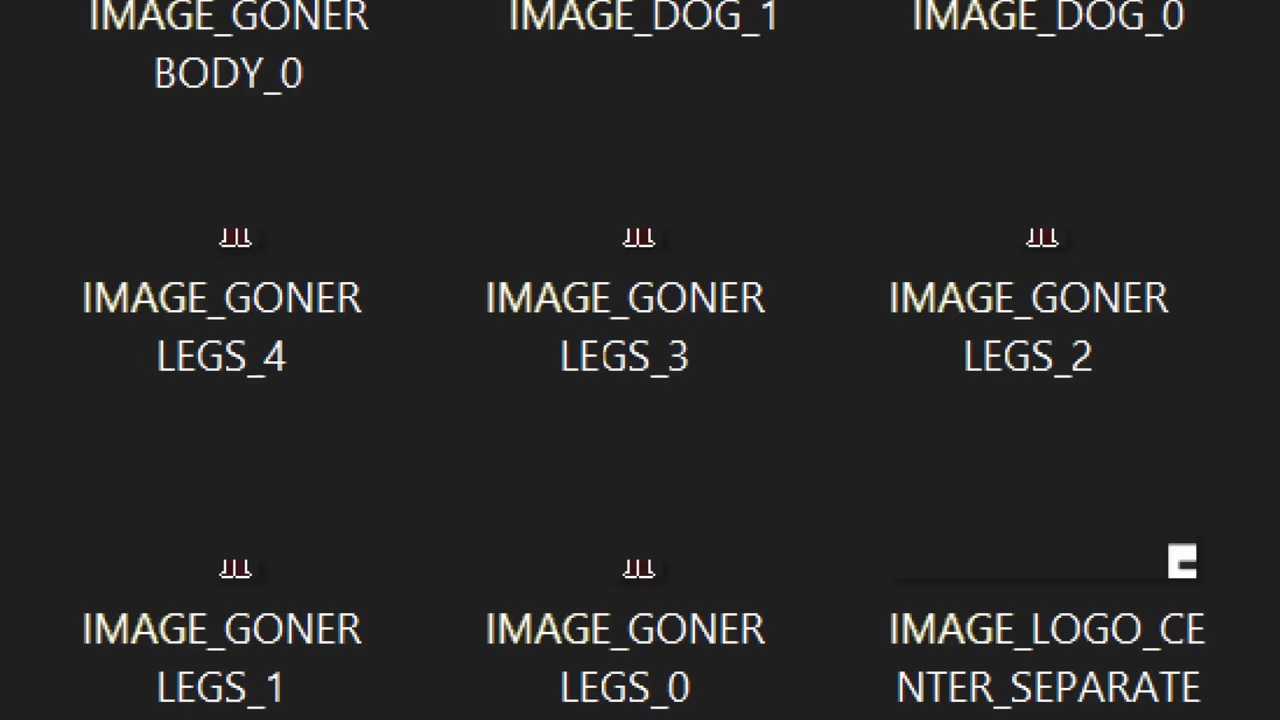 IMAGE_GONER IMAGE_DOG_1 IMAGE_DOG_0
BODY_0
IMAGE_GONER IMAGE_GONER IMAGE_GONER
LEGS_4 LEGS_3 LEGS_2
IMAGE_GONER IMAGE_GONER IMAGE_LOGO_CE
LEGS_1 LEGS_0 NTER_SEPARATE